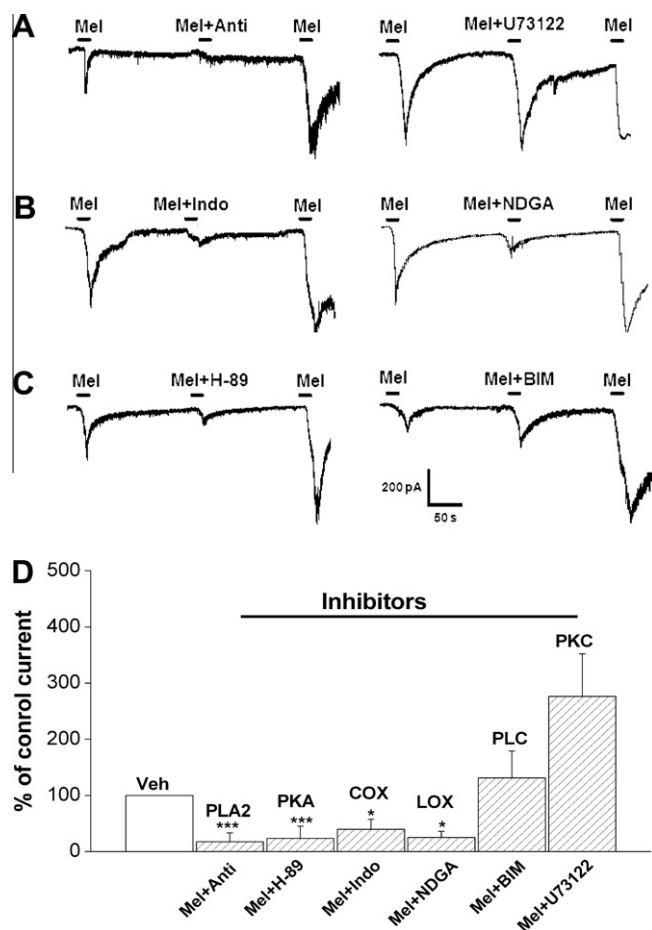 A
Mel Mel+Anti Mel Mel Mel+U73122 Mel
B
Mel Mel+Indo Mel Mel Mel+NDGA Mel
C
Mel Mel+H-89 Mel Mel Mel+BIM Mel
200 pA
50 s
D
500
400
300
200
100
0
% of conrol current
Inhibitors
Veh
PLA2
***
PKA
***
COX
*
LOX
*
PLC
PKC
Mel+Anti
Mel+H-89
Mel+Indo
Mel+NDGA
Mel+BIM
Mel+U73122